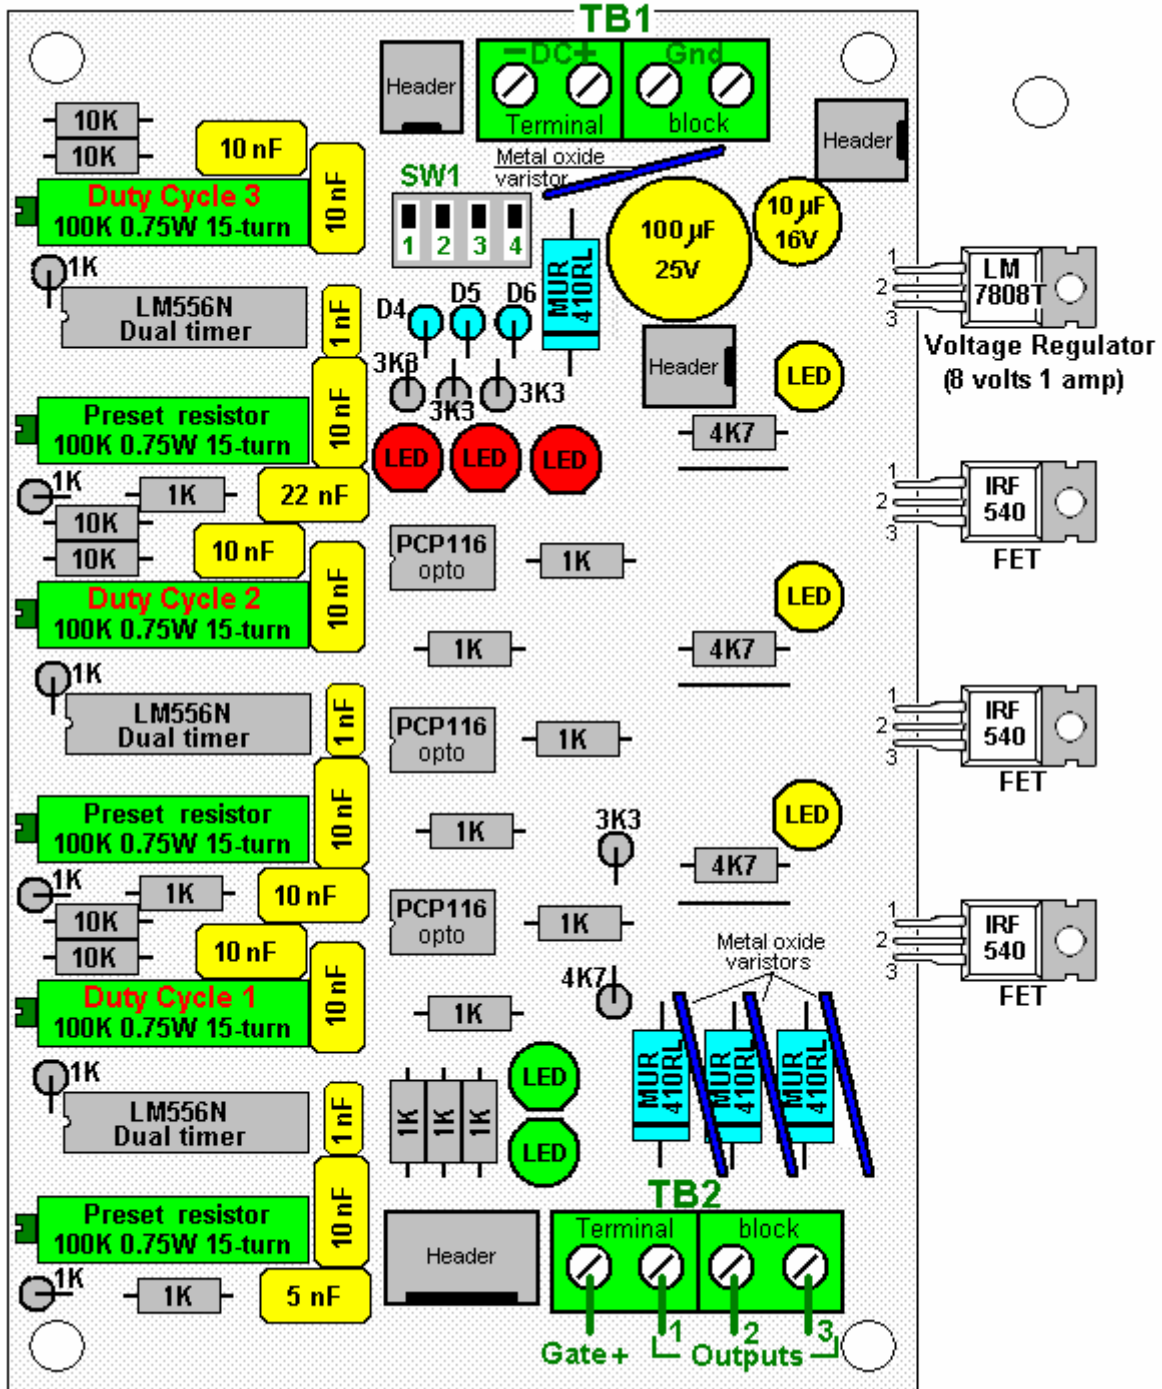 TB1
Header
− DC +
Gnd
Terminal
block
Header
10K
10K
10 nF
10 nF
Metal oxide
varistor
SW1
1 2 3 4
Duty Cycle 3
100K 0.75W 15-turn
100 µF
25V
10 µF
16V
MUR
410RL
1K
LM556N
Dual timer
1 nF
D4
D5
D6
1
2
3
LM
7808T
Voltage Regulator
(8 volts 1 amp)
3K3
3K3
3K3
Header
LED
Preset resistor
100K 0.75W 15-turn
10 nF
LED
LED
LED
4K7
1K
1K
22 nF
1
2
3
IRF
540
FET
10K
10K
10 nF
10 nF
PCP116
opto
1K
LED
Duty Cycle 2
100K 0.75W 15-turn
1K
4K7
1K
LM556N
Dual timer
1 nF
PCP116
opto
1K
1
2
3
IRF
540
FET
Preset resistor
100K 0.75W 15-turn
10 nF
1K
3K3
LED
4K7
1K
1K
10 nF
10K
10K
10 nF
10 nF
PCP116
opto
1K
1
2
3
IRF
540
FET
Metal oxide
varistors
Duty Cycle 1
100K 0.75W 15-turn
4K7
1K
MUR
410RL
MUR
410RL
MUR
410RL
1K
LM556N
Dual timer
1 nF
1K
1K
1K
LED
LED
TB2
Preset resistor
100K 0.75W 15-turn
10 nF
Header
Terminal
block
1K
1K
5 nF
1
2
3
Gate +
Outputs